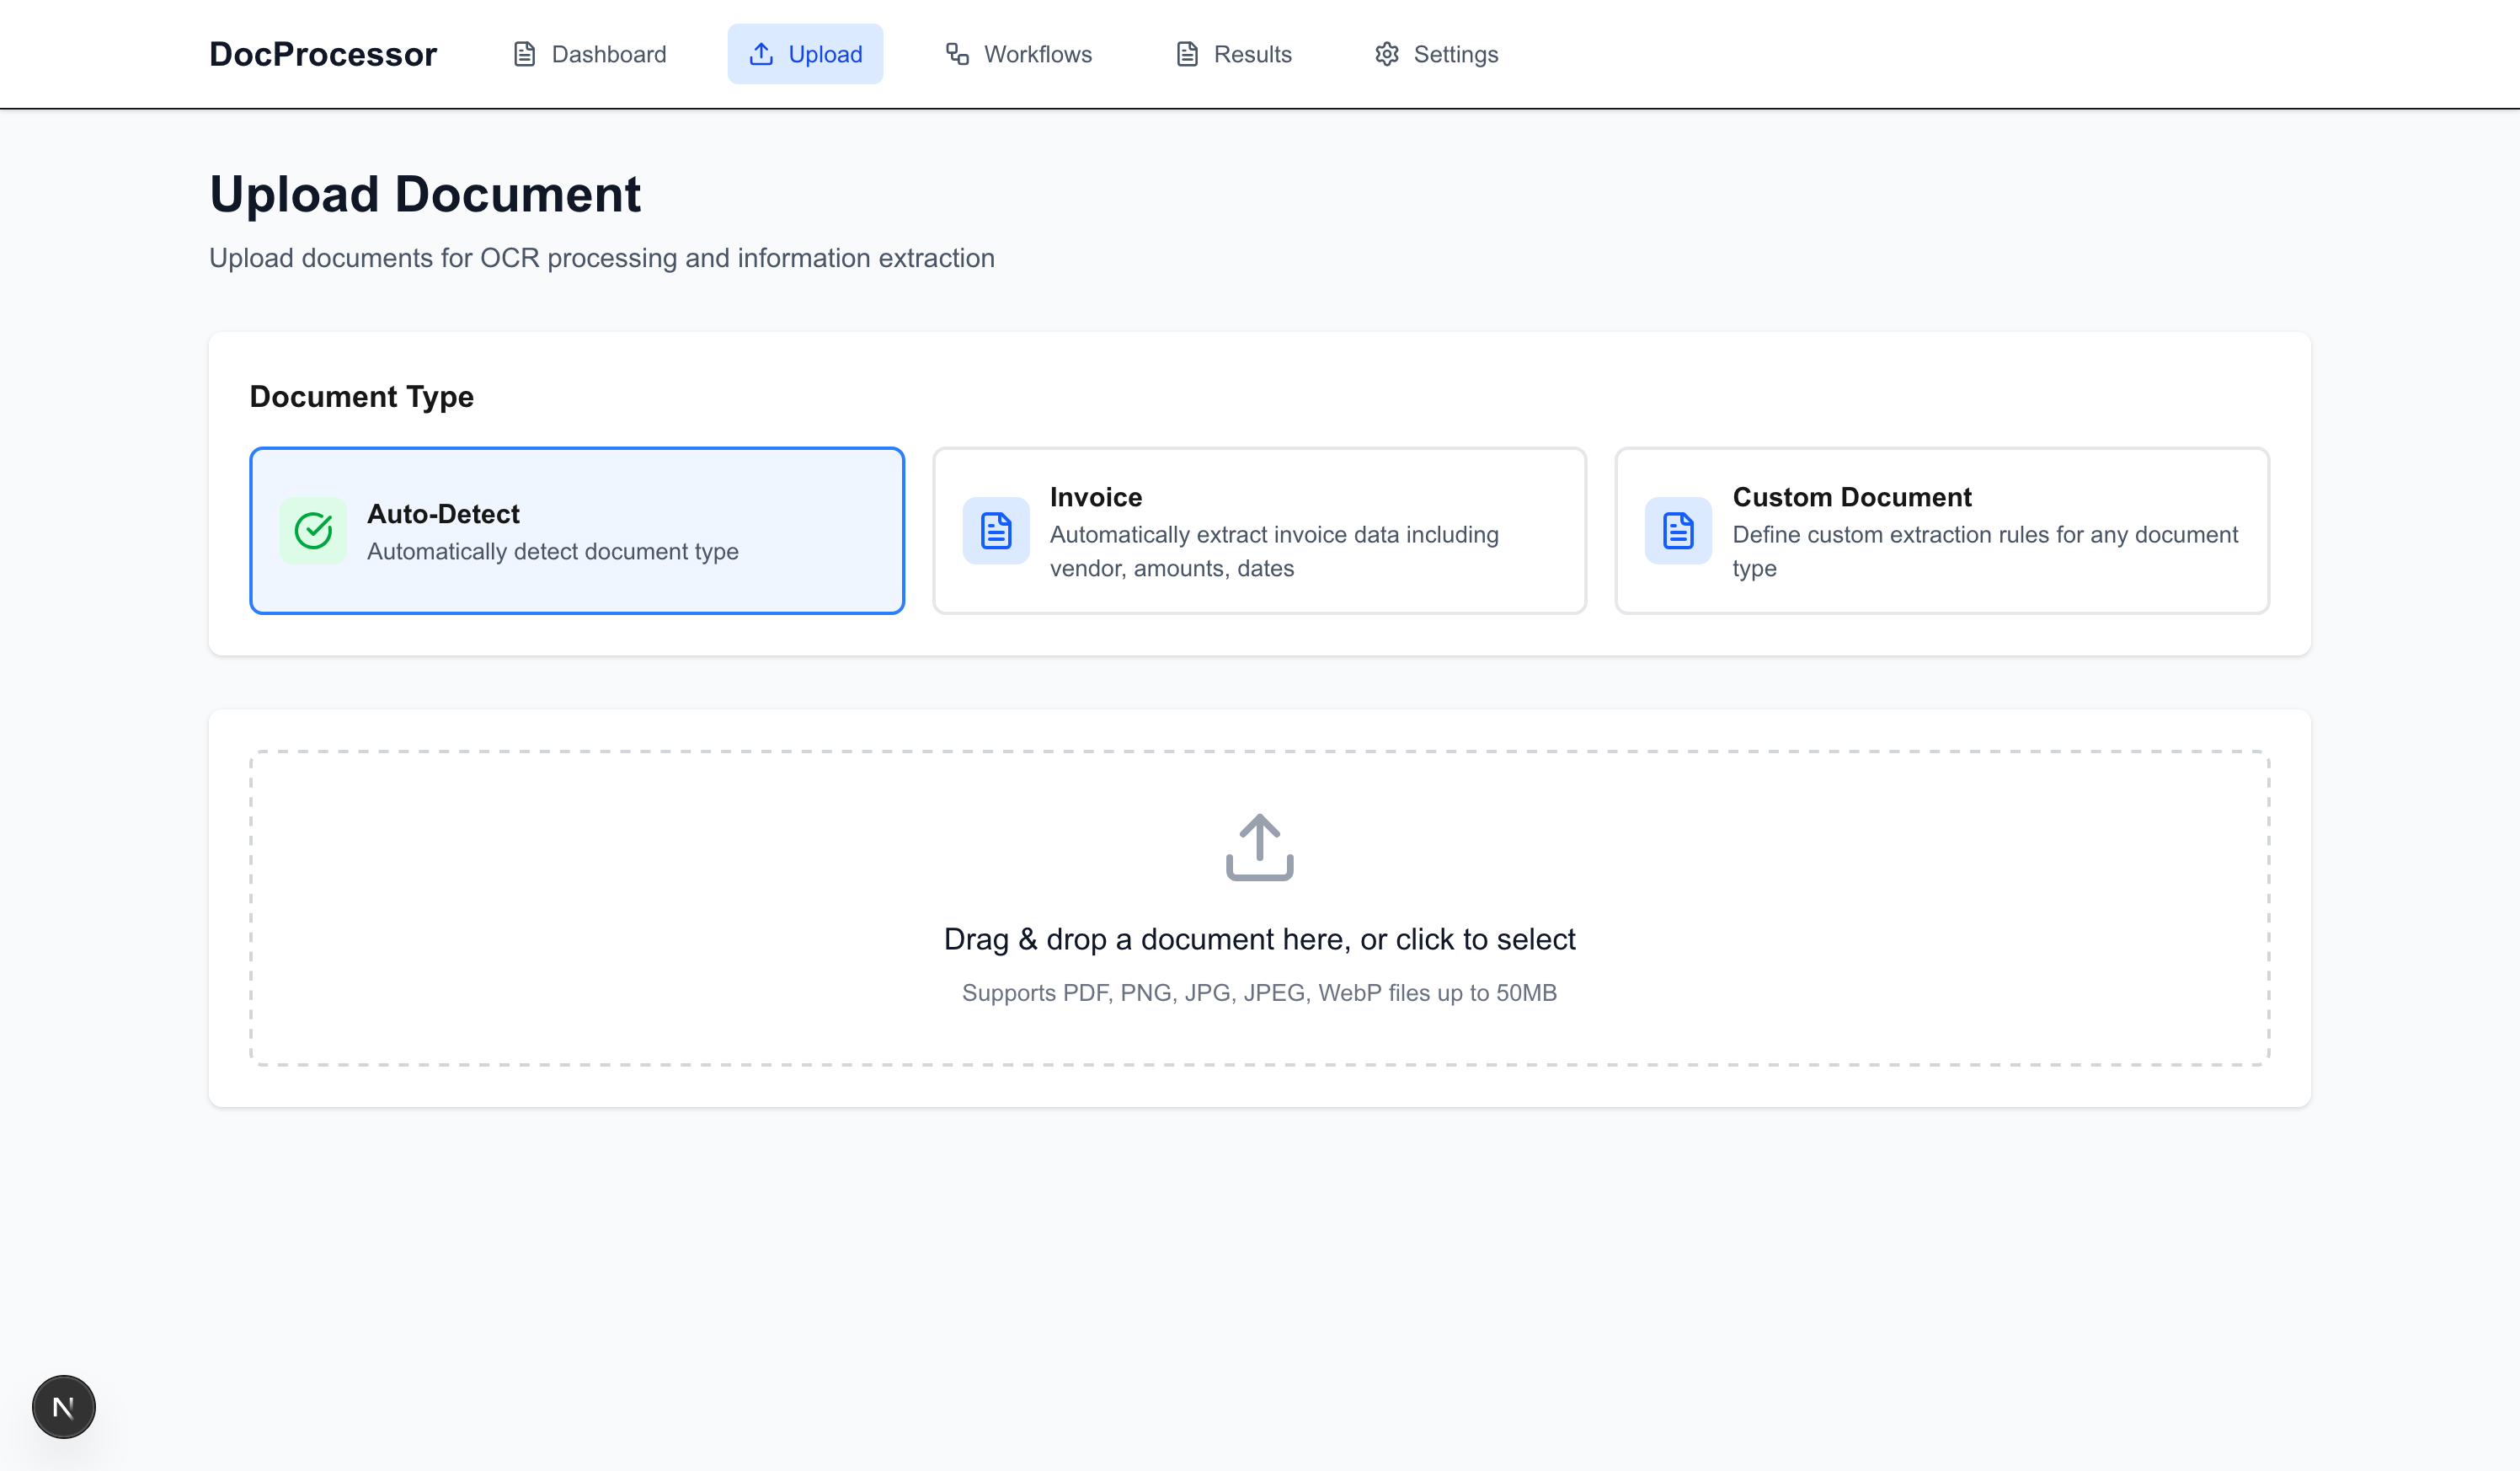 DocProcessor
Dashboard
Upload
Workflows
Results
Settings
Upload Document
Upload documents for OCR processing and information extraction
Document Type
Auto-Detect
Automatically detect document type
Invoice
Automatically extract invoice data including
vendor, amounts, dates
Custom Document
Define custom extraction rules for any document
type
Drag & drop a document here, or click to select
Supports PDF, PNG, JPG, JPEG, WebP files up to 50MB
N